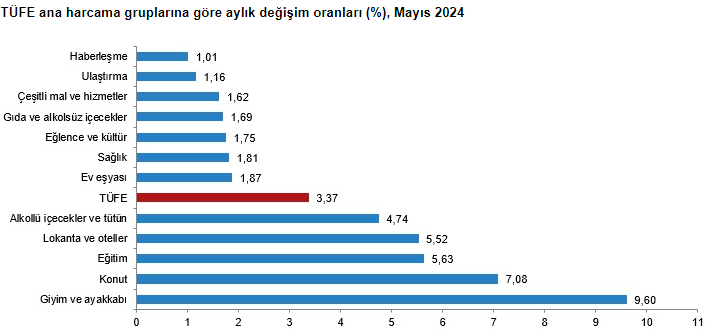 TÜFE ana harcama gruplarına göre aylık değişim oranları (%), Mayıs 2024
Haberleşme 1,01
Ulaştırma 1,16
Çeşitli mal ve hizmetler 1,62
Gıda ve alkolsüz içecekler 1,69
Eğlence ve kültür 1,75
Sağlık 1,81
Ev eşyası 1,87
TÜFE 3,37
Alkollü içecekler ve tütün 4,74
Lokanta ve oteller 5,52
Eğitim 5,63
Konut 7,08
Giyim ve ayakkabı 9,60
0 1 2 3 4 5 6 7 8 9 10 11